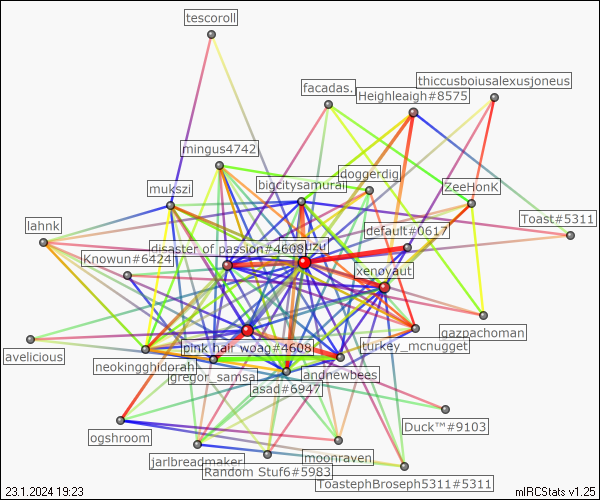 tescoroll
thiccusboiusalexusjoneus
facadas.
Heighleaigh#8575
mingus4742
doggerdig
mukszi
bigcitysamurai
ZeeHonK
Toast#5311
lahnk
default#0617
disaster of passion#4608
uzu
Knowun#6424
xenøyaut
gazpachoman
turkey_mcnugget
pink hair woag#4608
avelicious
neokingghidorah
gregor_samsa
andnewbees
asad#6947
Duck™#9103
ogshroom
moonraven
jarlbreadmaker
Random Stuf6#5983
ToastephBroseph5311#5311
23.1.2024 19:23
mIRCStats v1.25